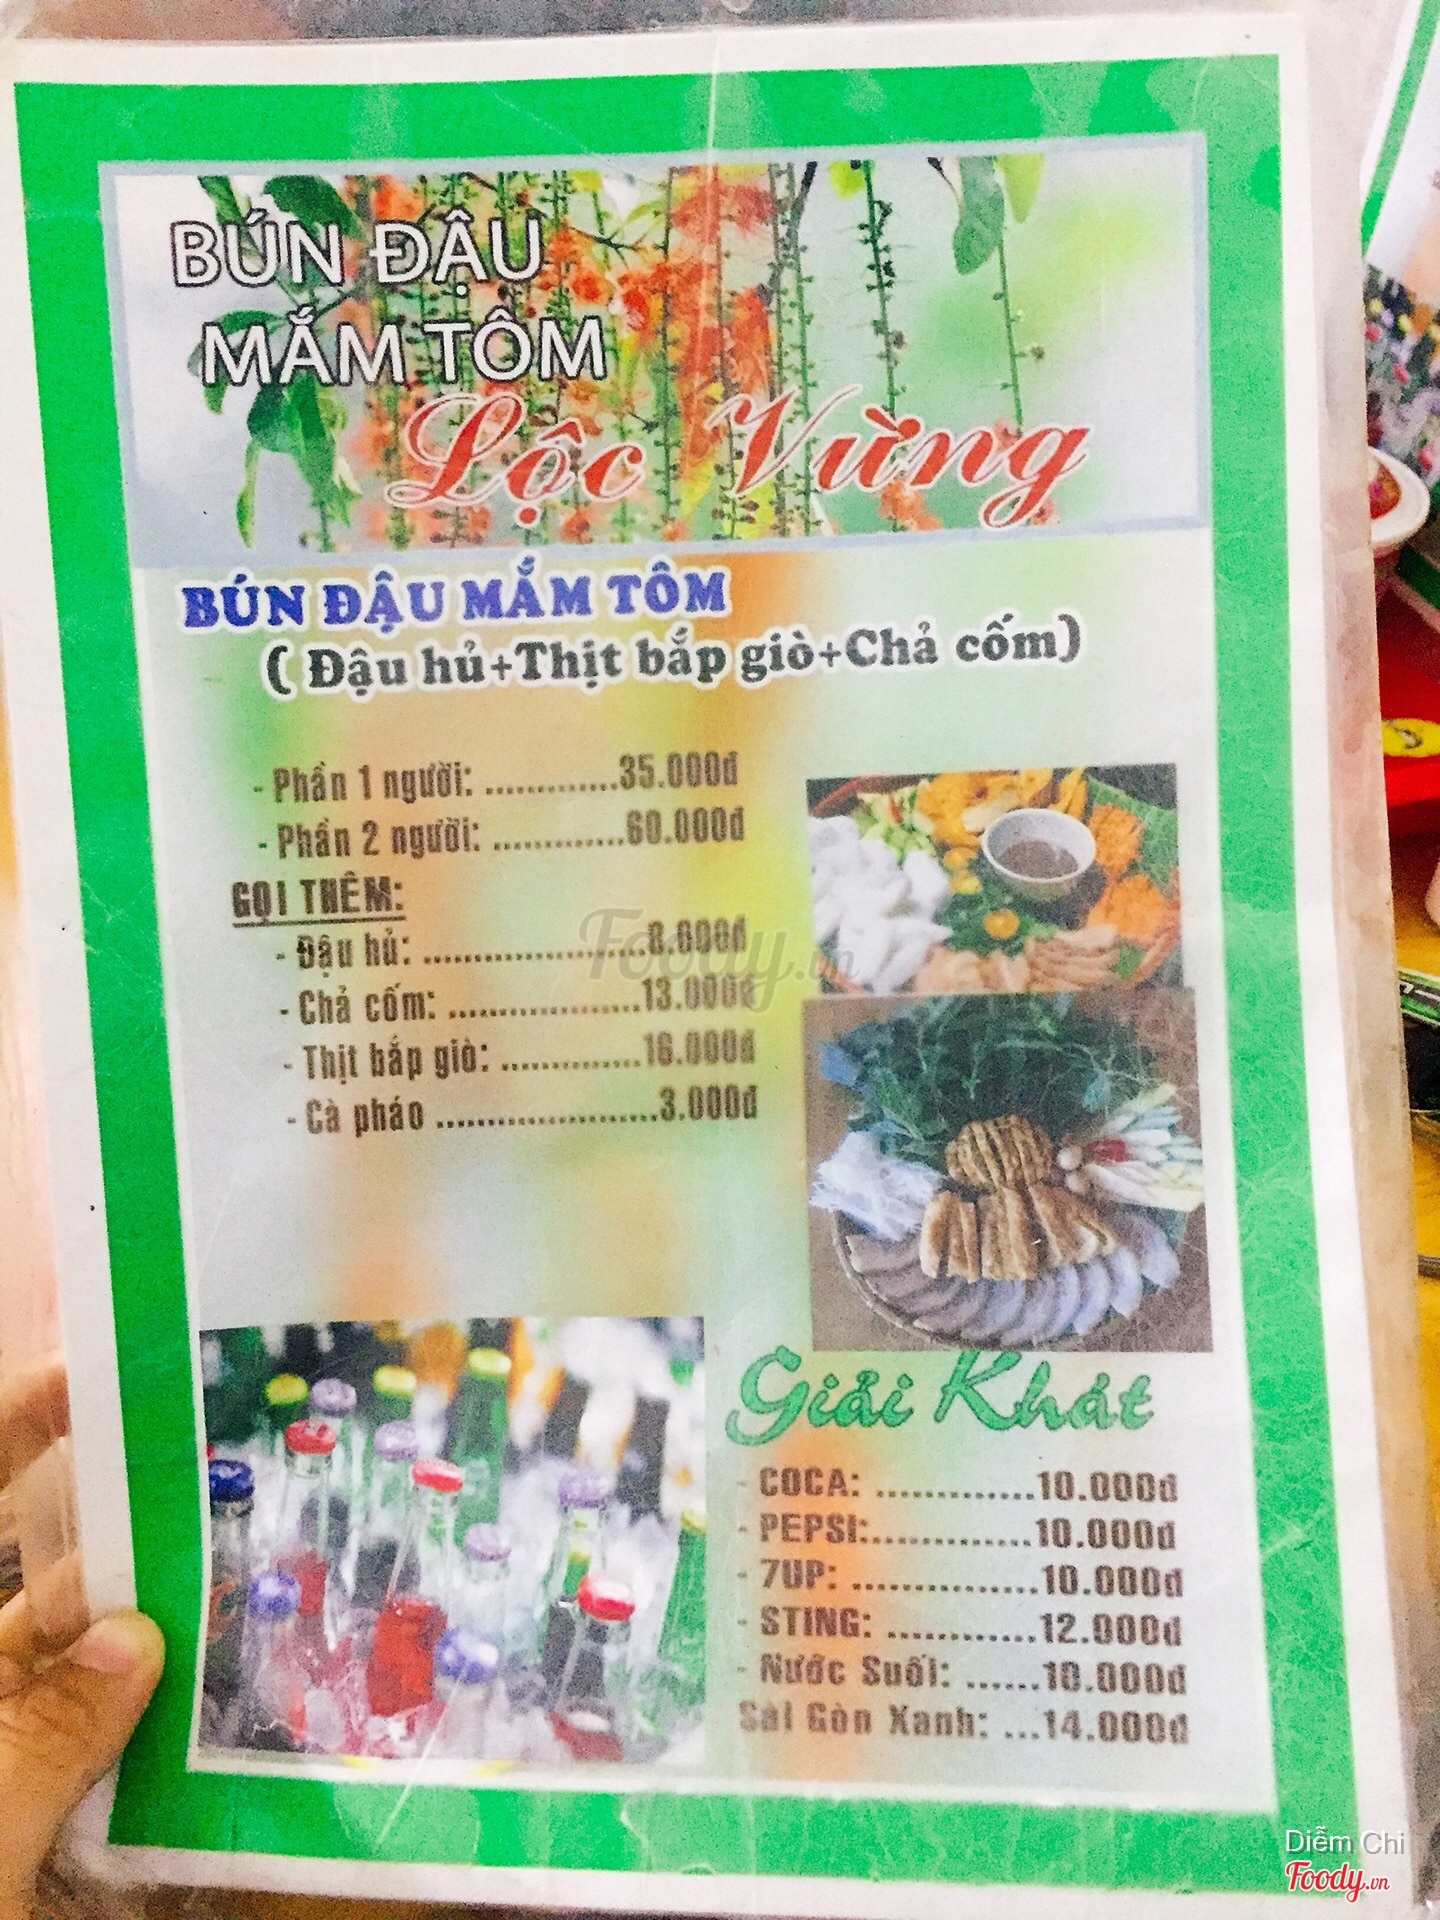 BÚN ĐẬU
MẮM TÔM
Lộc Vừng
BÚN ĐẬU MẮM TÔM
( Đậu hủ+Thịt bắp giò+Chả cốm)
- Phần 1 người: .............35.000đ
- Phần 2 người: .............60.000đ
GỌI THÊM:
- Đậu hủ: ......................8.000đ
- Chả cốm: ...................13.000đ
- Thịt bắp giò: ..............16.000đ
- Cà pháo ......................3.000đ
Foody.vn
Giải Khát
- COCA: .............10.000đ
- PEPSI:.............10.000đ
- 7UP: ...............10.000đ
- STING: ............12.000đ
- Nước Suối: ......10.000đ
Sài Gòn Xanh: ...14.000đ
Diễm Chi
Foody.vn